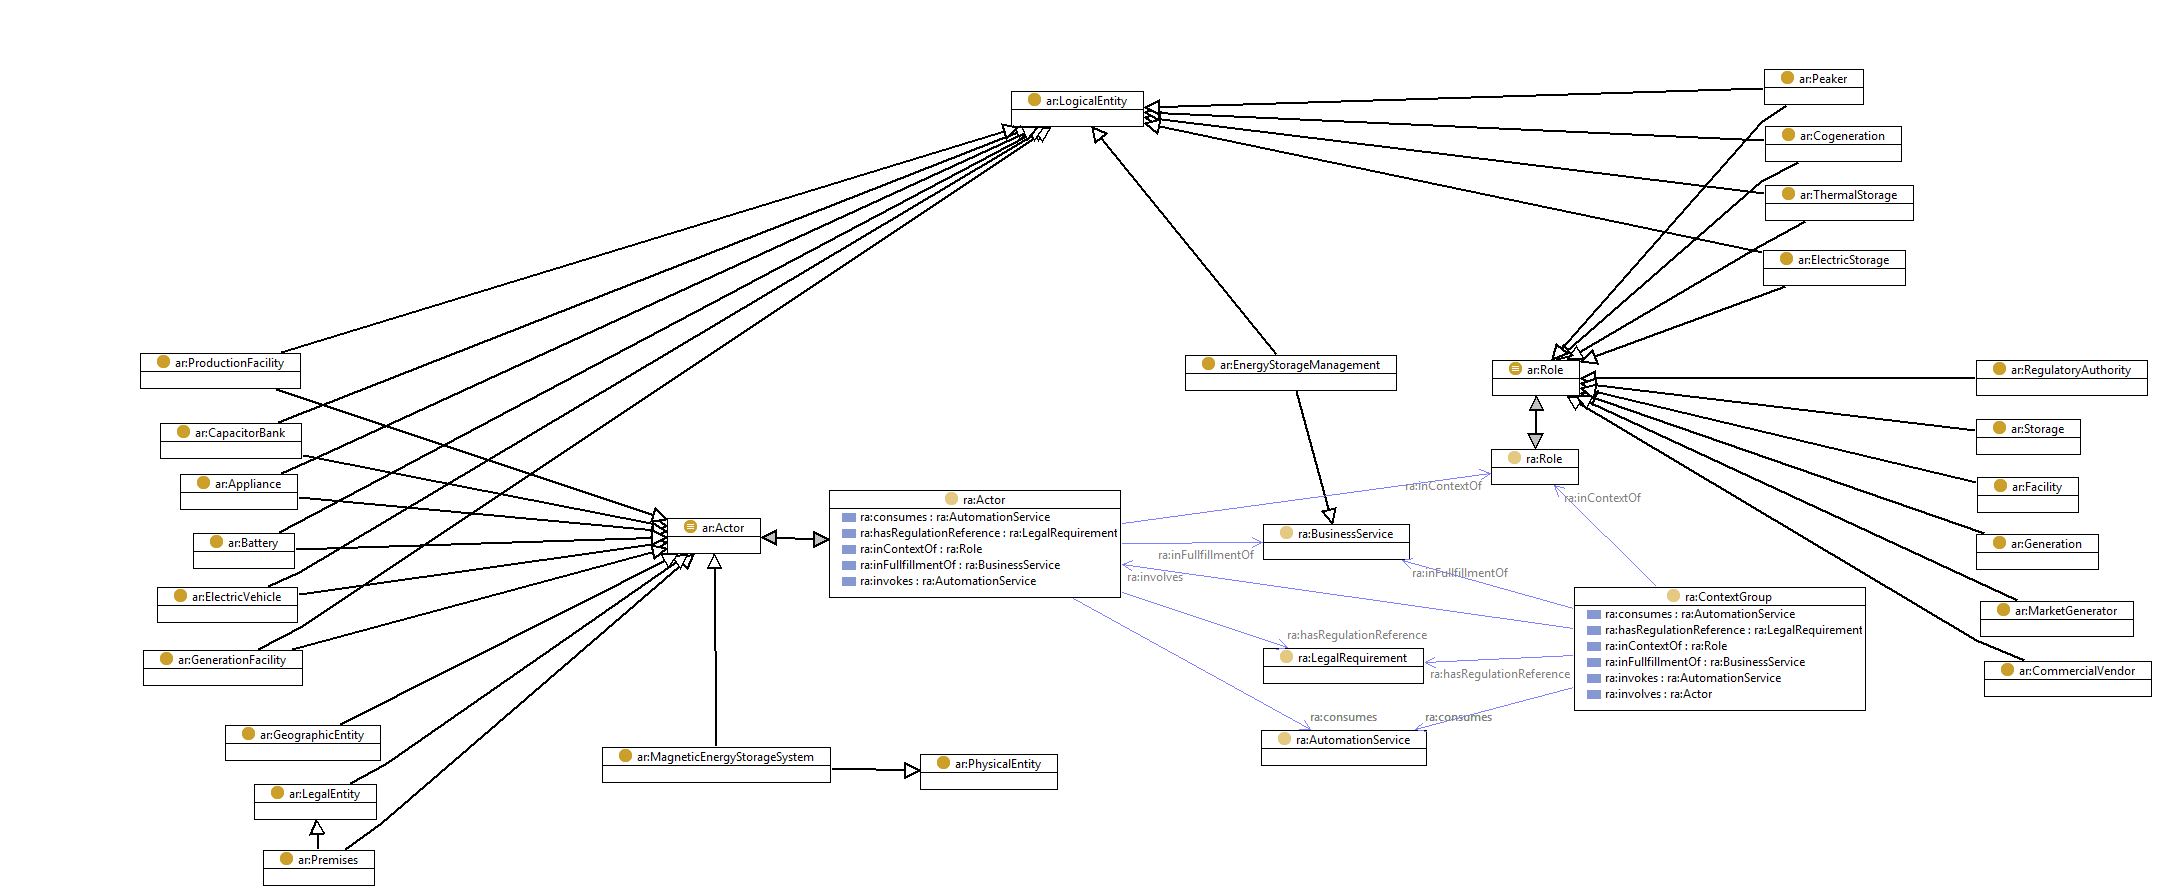 ar:Peaker
ar:LogicalEntity
ar:Cogeneration
ar:ThermalStorage
ar:ElectricStorage
ar:ProductionFacility
ar:EnergyStorageManagement
ar:Role
ar:RegulatoryAuthority
ar:CapacitorBank
ar:Storage
ra:Role
ar:Appliance
ra:inContextOf
ra:inContextOf
ar:Facility
ra:Actor
ra:consumes : ra:AutomationService
ra:hasRegulationReference : ra:LegalRequirement
ra:inContextOf : ra:Role
ra:inFullfillmentOf : ra:BusinessService
ra:invokes : ra:AutomationService
ar:Actor
ra:BusinessService
ar:Battery
ar:Generation
ra:inFullfillmentOf
ra:inFullfillmentOf
ra:involves
ar:ElectricVehicle
ra:ContextGroup
ra:consumes : ra:AutomationService
ra:hasRegulationReference : ra:LegalRequirement
ra:inContextOf : ra:Role
ra:inFullfillmentOf : ra:BusinessService
ra:invokes : ra:AutomationService
ra:involves : ra:Actor
ar:MarketGenerator
ra:hasRegulationReference
ar:GenerationFacility
ra:LegalRequirement
ra:hasRegulationReference
ar:CommercialVendor
ra:consumes
ra:consumes
ar:GeographicEntity
ra:AutomationService
ar:MagneticEnergyStorageSystem
ar:PhysicalEntity
ar:LegalEntity
ar:Premises